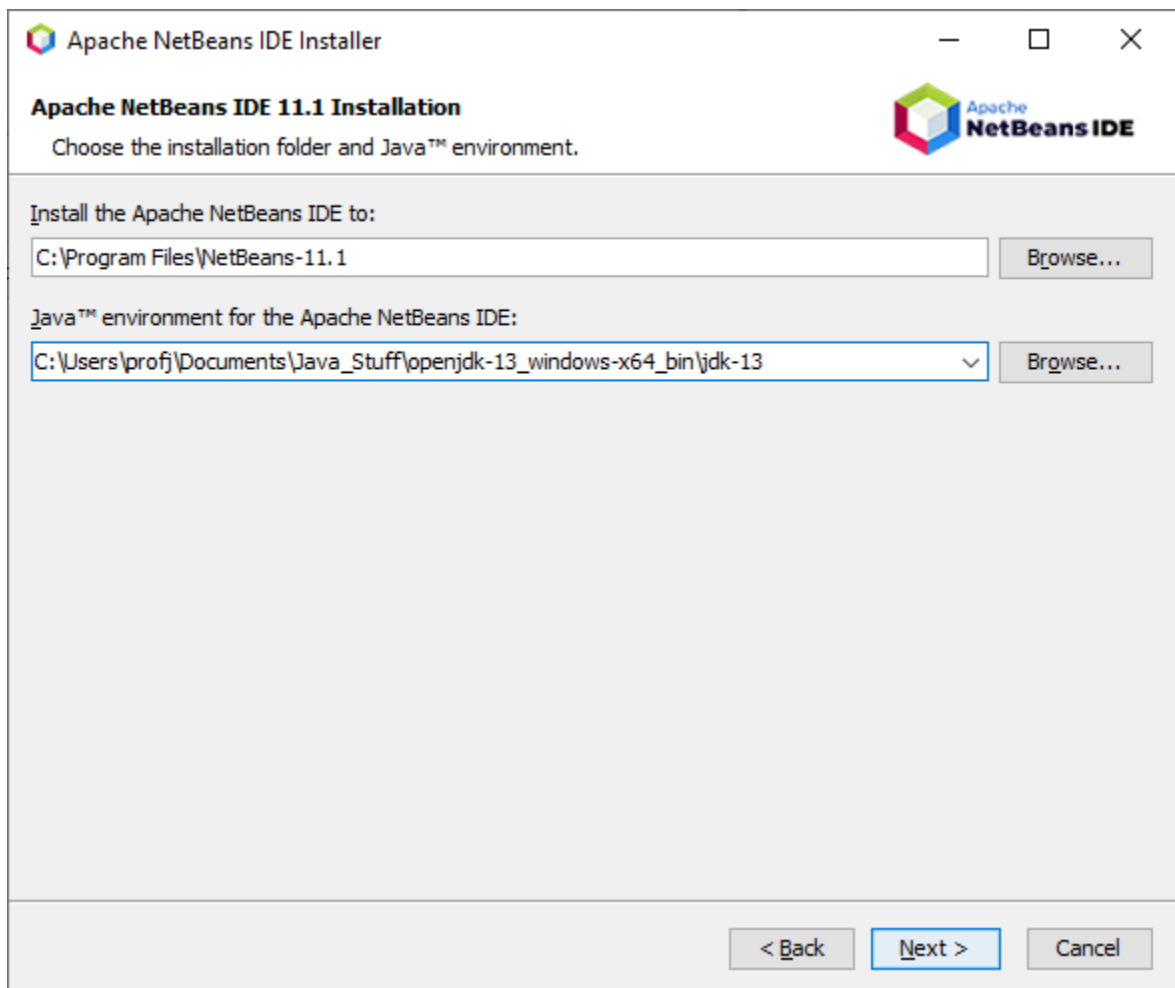 Apache NetBeans IDE Installer
Apache NetBeans IDE 11.1 Installation
Choose the installation folder and Java™ environment.
Apache
NetBeans IDE
Install the Apache NetBeans IDE to:
C:\Program Files\NetBeans-11.1
Browse...
Java™ environment for the Apache NetBeans IDE:
C:\Users\profj\Documents\Java_Stuff\openjdk-13_windows-x64_bin\jdk-13
Browse...
< Back
Next >
Cancel